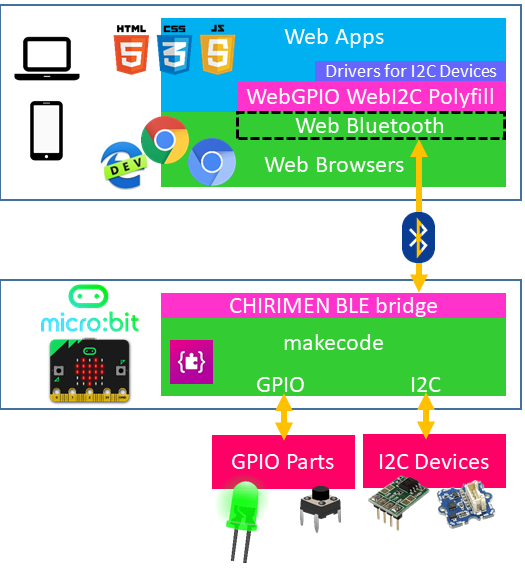 HTML CSS JS
5 3 5
Web Apps
Drivers for I2C Devices
WebGPIO WebI2C Polyfill
Web Bluetooth
DEV
Web Browsers
CHIRIMEN BLE bridge
micro:bit
makecode
GPIO I2C
GPIO Parts I2C Devices